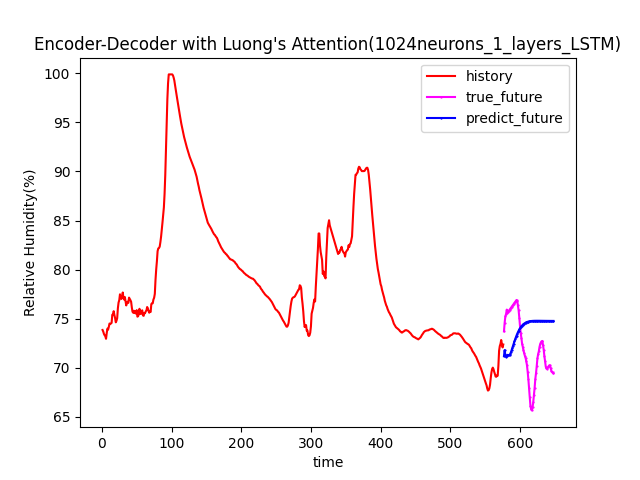 Encoder-Decoder with Luong's Attention(1024neurons_1_layers_LSTM)
history
true_future
predict_future
Relative Humidity(%)
100
95
90
85
80
75
70
65
0
100
200
300
400
500
600
time